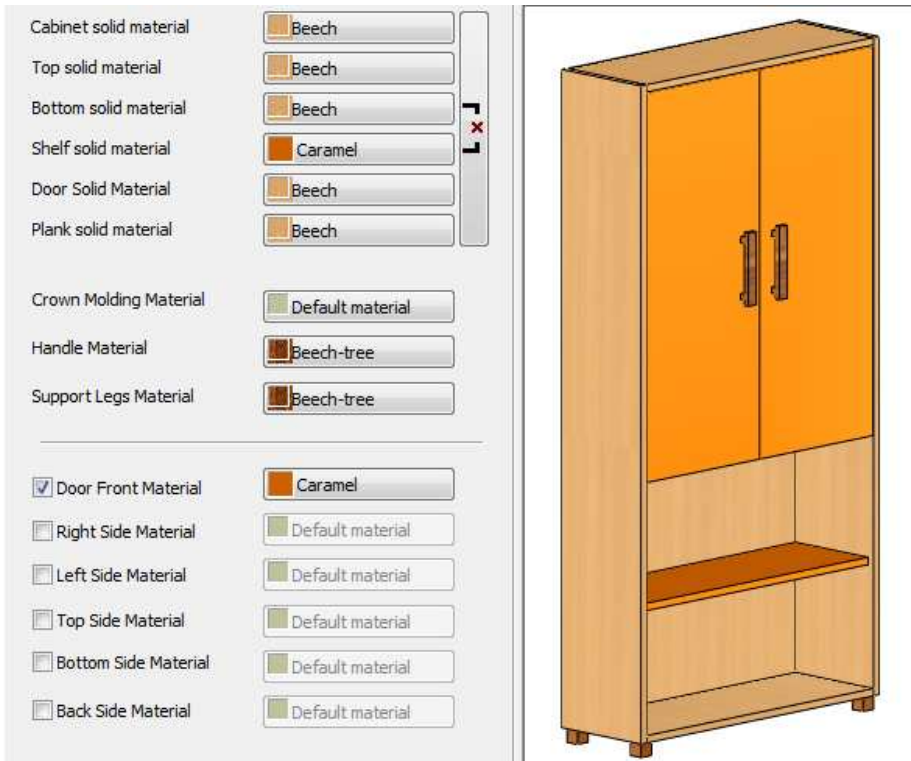 Cabinet solid material Beech
Top solid material Beech
Bottom solid material Beech
Shelf solid material Caramel
Door Solid Material Beech
Plank solid material Beech
Crown Molding Material Default material
Handle Material Beech-tree
Support Legs Material Beech-tree
Door Front Material Caramel
Right Side Material Default material
Left Side Material Default material
Top Side Material Default material
Bottom Side Material Default material
Back Side Material Default material